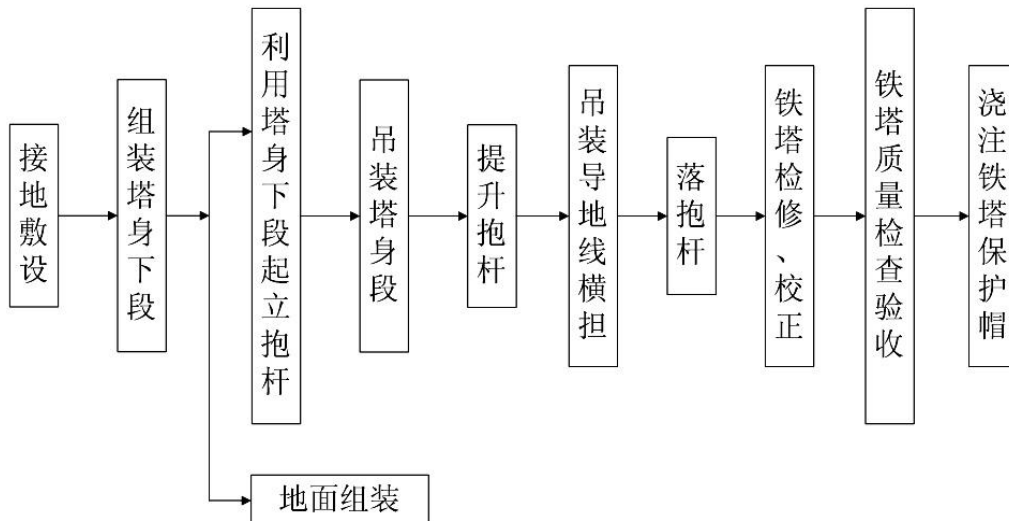 接地敷设
组装塔身下段
利用塔身下段起立抱杆
吊装塔身段
提升抱杆
吊装导地线横担
落抱杆
铁塔检修、校正
铁塔质量检查验收
浇注铁塔保护帽
地面组装